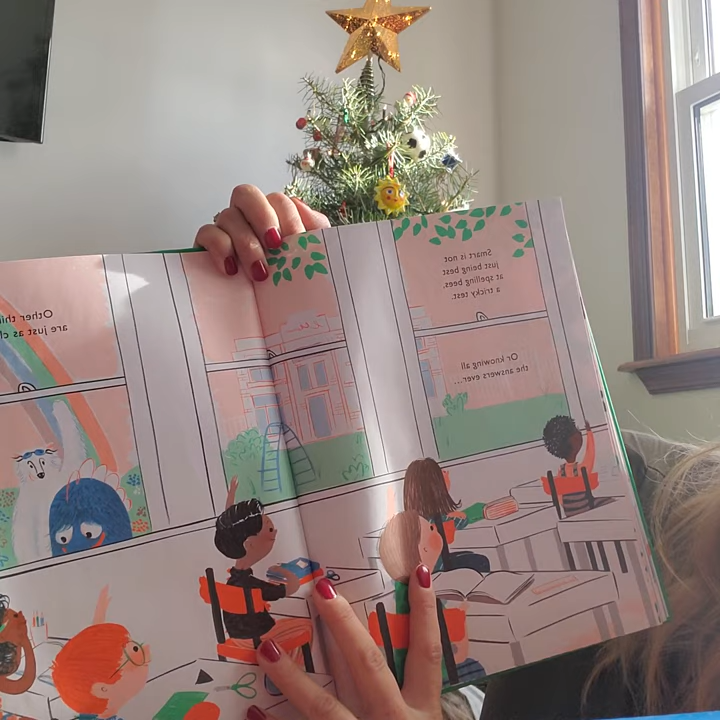 Smart is not
just being best
at spelling bees,
a tricky test.
Or knowing all
the answers ever...
Other
are just as